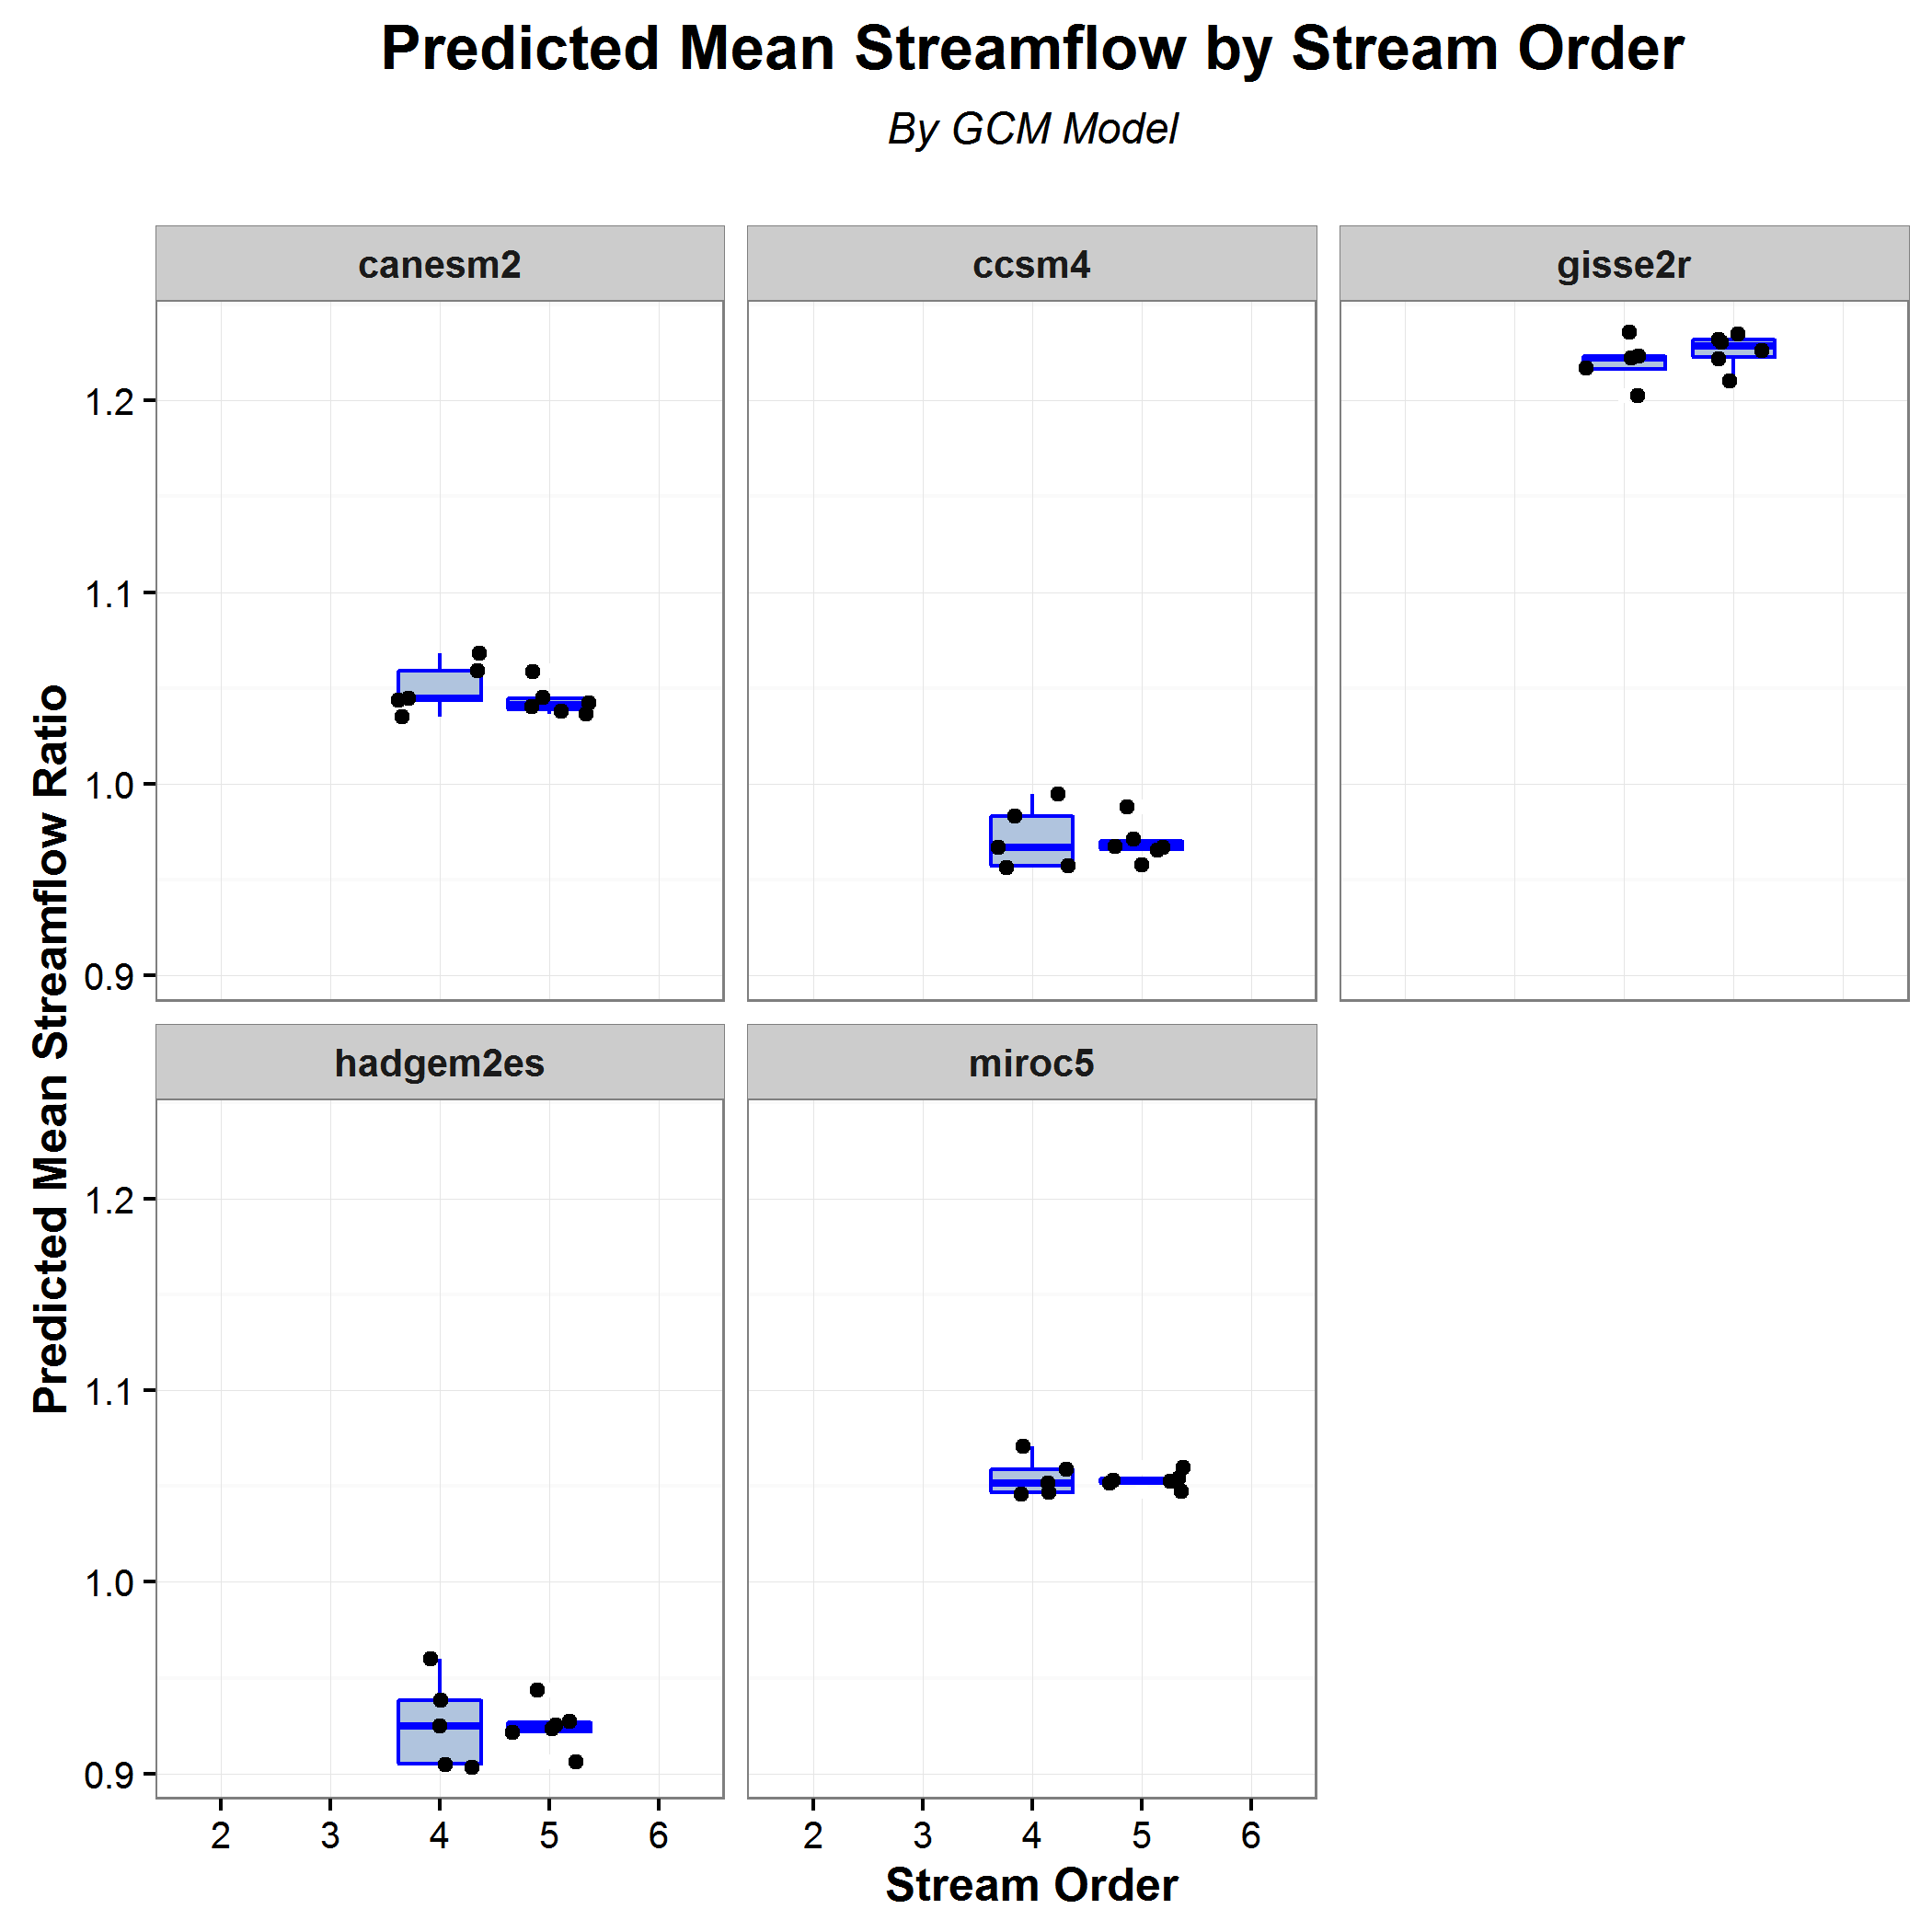 Predicted Mean Streamflow by Stream Order
By GCM Model
canesm2
ccsm4
gisse2r
1.2
1.1
1.0
0.9
Predicted Mean Streamflow Ratio
hadgem2es
miroc5
1.2
1.1
1.0
0.9
2 3 4 5 6
2 3 4 5 6
Stream Order